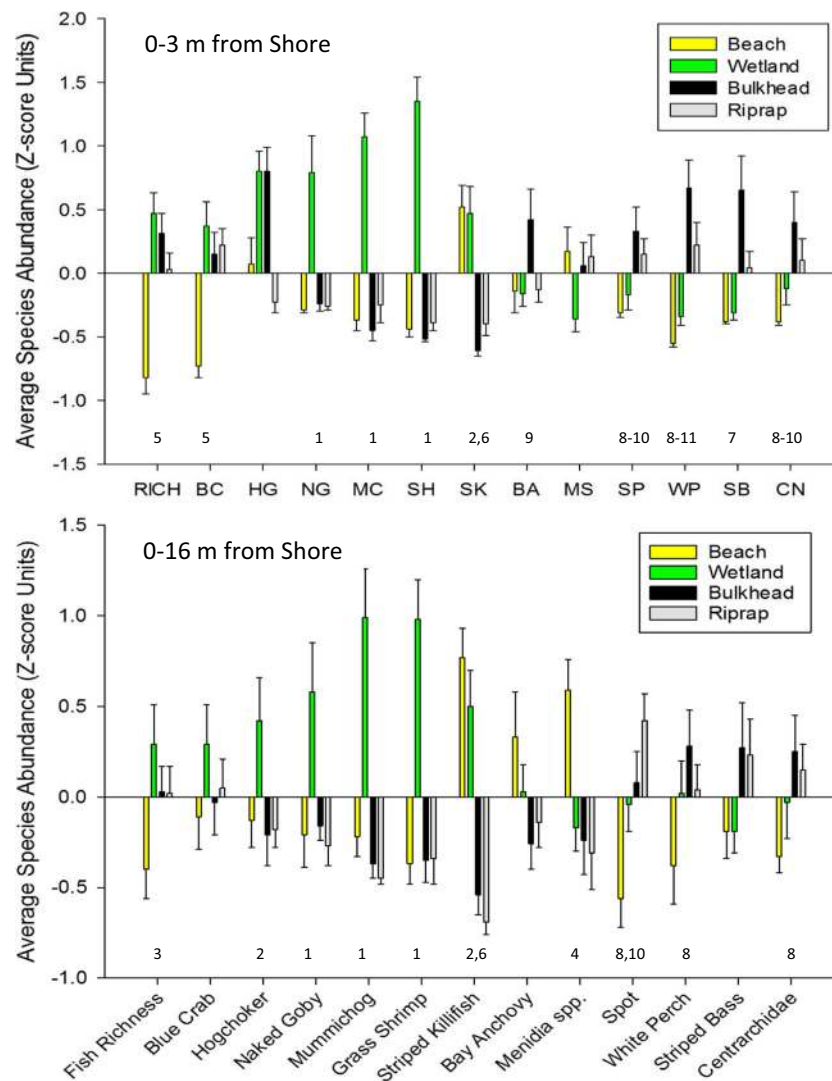 0-3 m from Shore
Beach
Wetland
Bulkhead
Riprap
Average Species Abundance (Z-score Units)
2.0
1.5
1.0
0.5
0.0
-0.5
-1.0
-1.5
5 5 1 1 1 2,6 9 8-10 8-11 7 8-10
RICH BC HG NG MC SH SK BA MS SP WP SB CN
0-16 m from Shore
Beach
Wetland
Bulkhead
Riprap
Average Species Abundance (Z-score Units)
1.5
1.0
0.5
0.0
-0.5
-1.0
3 2 1 1 1 2,6 4 8,10 8 8
Fish Richness
Blue Crab
Hogchoker
Naked Goby
Mummichog
Grass Shrimp
Striped Killifish
Bay Anchovy
Menidia spp.
Spot
White Perch
Striped Bass
Centrarchidae